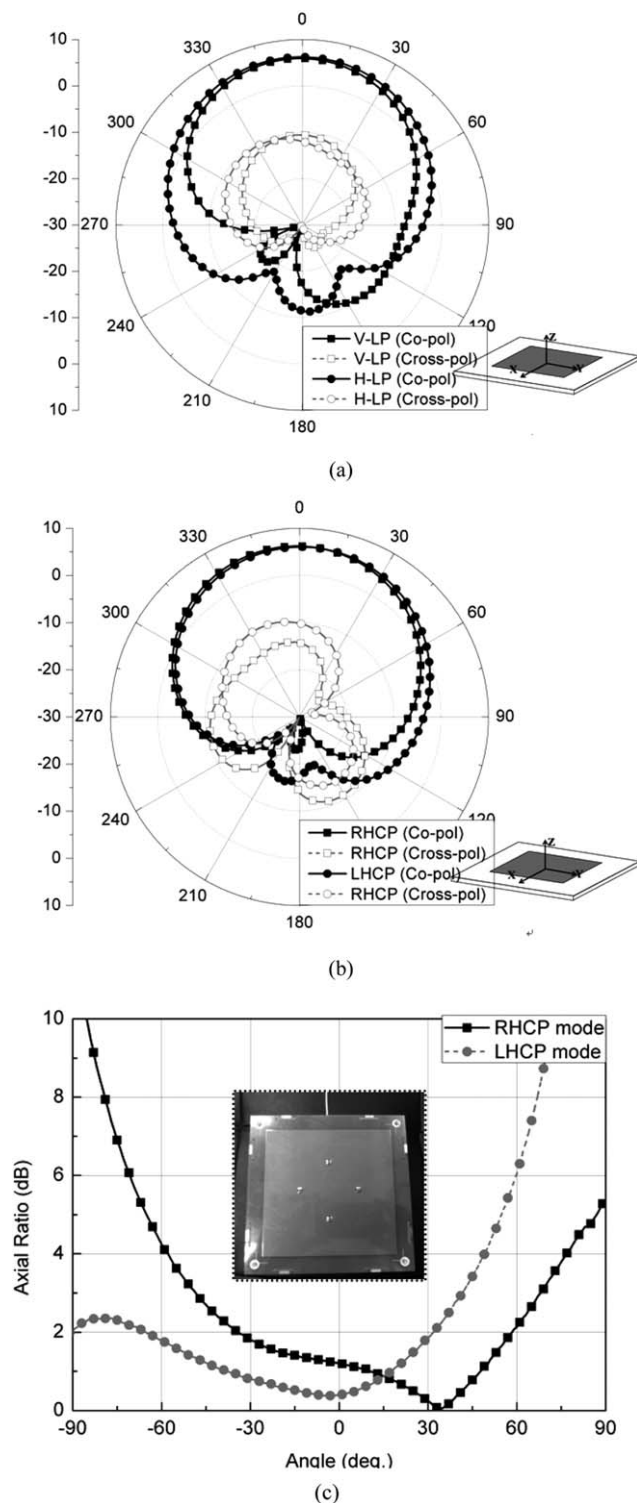 0
10
330
30
0
300
60
-10
-20
-30
270
90
-20
-10
240
120
0
V-LP (Co-pol)
V-LP (Cross-pol)
H-LP (Co-pol)
H-LP (Cross-pol)
Z
X
Y
210
10
180
(a)
0
10
330
30
0
300
60
-10
-20
-30
270
90
-20
-10
240
120
0
RHCP (Co-pol)
RHCP (Cross-pol)
LHCP (Co-pol)
RHCP (Cross-pol)
Z
X
Y
210
10
180
(b)
10
8
6
4
2
0
Axial Ratio (dB)
RHCP mode
LHCP mode
-90 -60 -30 0 30 60 90
Angle (deg.)
(c)